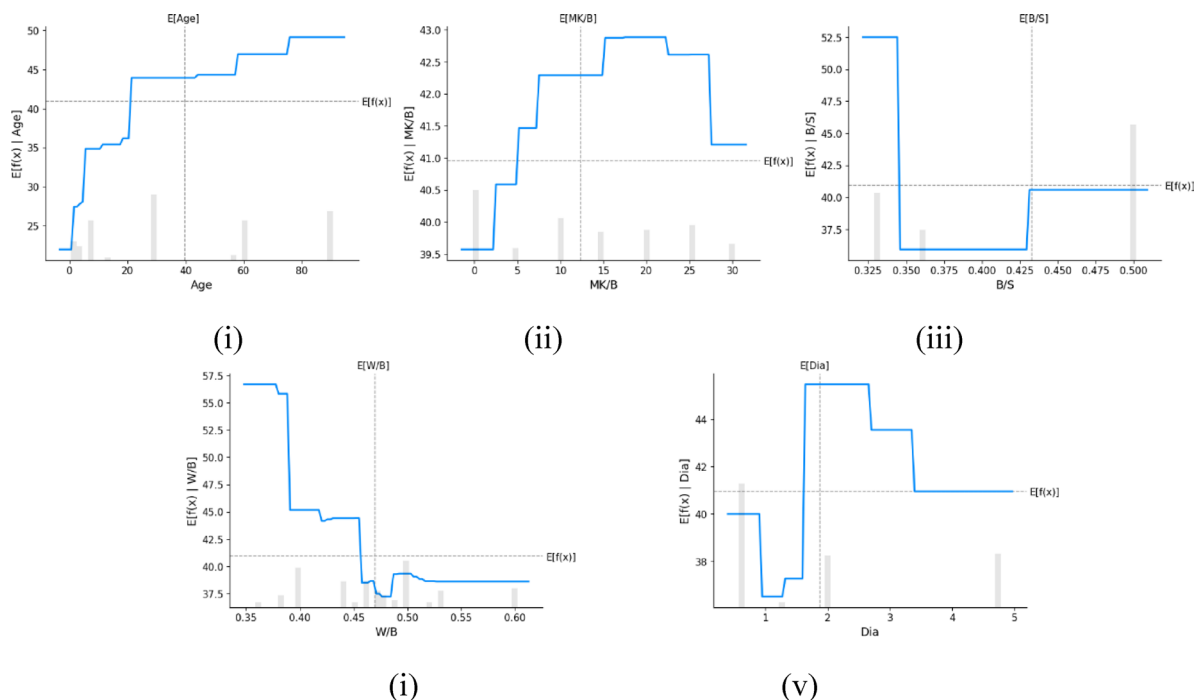 E[Age]
50
45
40
35
30
25
E[f(x) | Age]
E[f(x)]
0 20 40 60 80
Age
(i)
E[MK/B]
43.0
42.5
42.0
41.5
41.0
40.5
40.0
39.5
E[f(x) | MK/B]
E[f(x)]
0 5 10 15 20 25 30
MK/B
(ii)
E[B/S]
52.5
50.0
47.5
45.0
42.5
40.0
37.5
E[f(x) | B/S]
E[f(x)]
0.325 0.350 0.375 0.400 0.425 0.450 0.475 0.500
B/S
(iii)
E[W/B]
57.5
55.0
52.5
50.0
47.5
45.0
42.5
40.0
37.5
E[f(x) | W/B]
E[f(x)]
0.35 0.40 0.45 0.50 0.55 0.60
W/B
(i)
E[Dia]
44
42
40
38
E[f(x) | Dia]
E[f(x)]
1 2 3 4 5
Dia
(v)